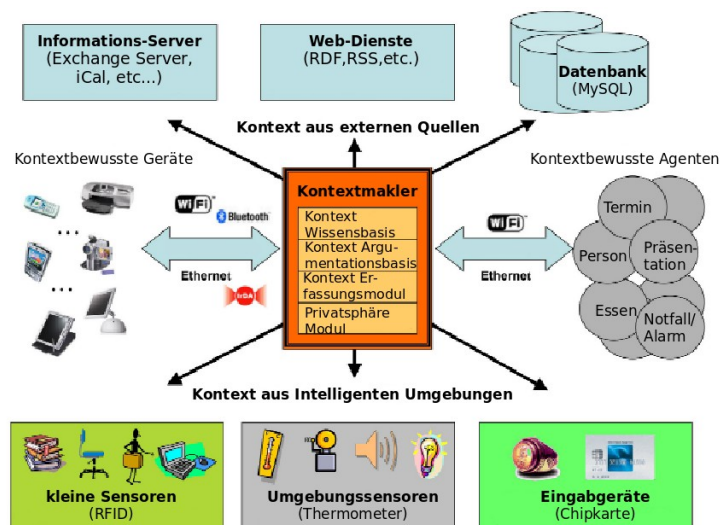 Informations-Server
(Exchange Server,
iCal, etc...)
Web-Dienste
(RDF,RSS,etc.)
Datenbank
(MySQL)
Kontext aus externen Quellen
Kontextbewusste Geräte
Kontextbewusste Agenten
WiFi
Bluetooth
Ethernet
IrDA
...
...
Kontextmakler
Kontext
Wissensbasis
Kontext Argu-
mentationsbasis
Kontext Er-
fassungsmodul
Privatsphäre
Modul
WiFi
Ethernet
Termin
Person
Präsen-
tation
Essen
Notfall/
Alarm
Kontext aus Intelligenten Umgebungen
kleine Sensoren
(RFID)
Umgebungssensoren
(Thermometer)
Eingabgeräte
(Chipkarte)